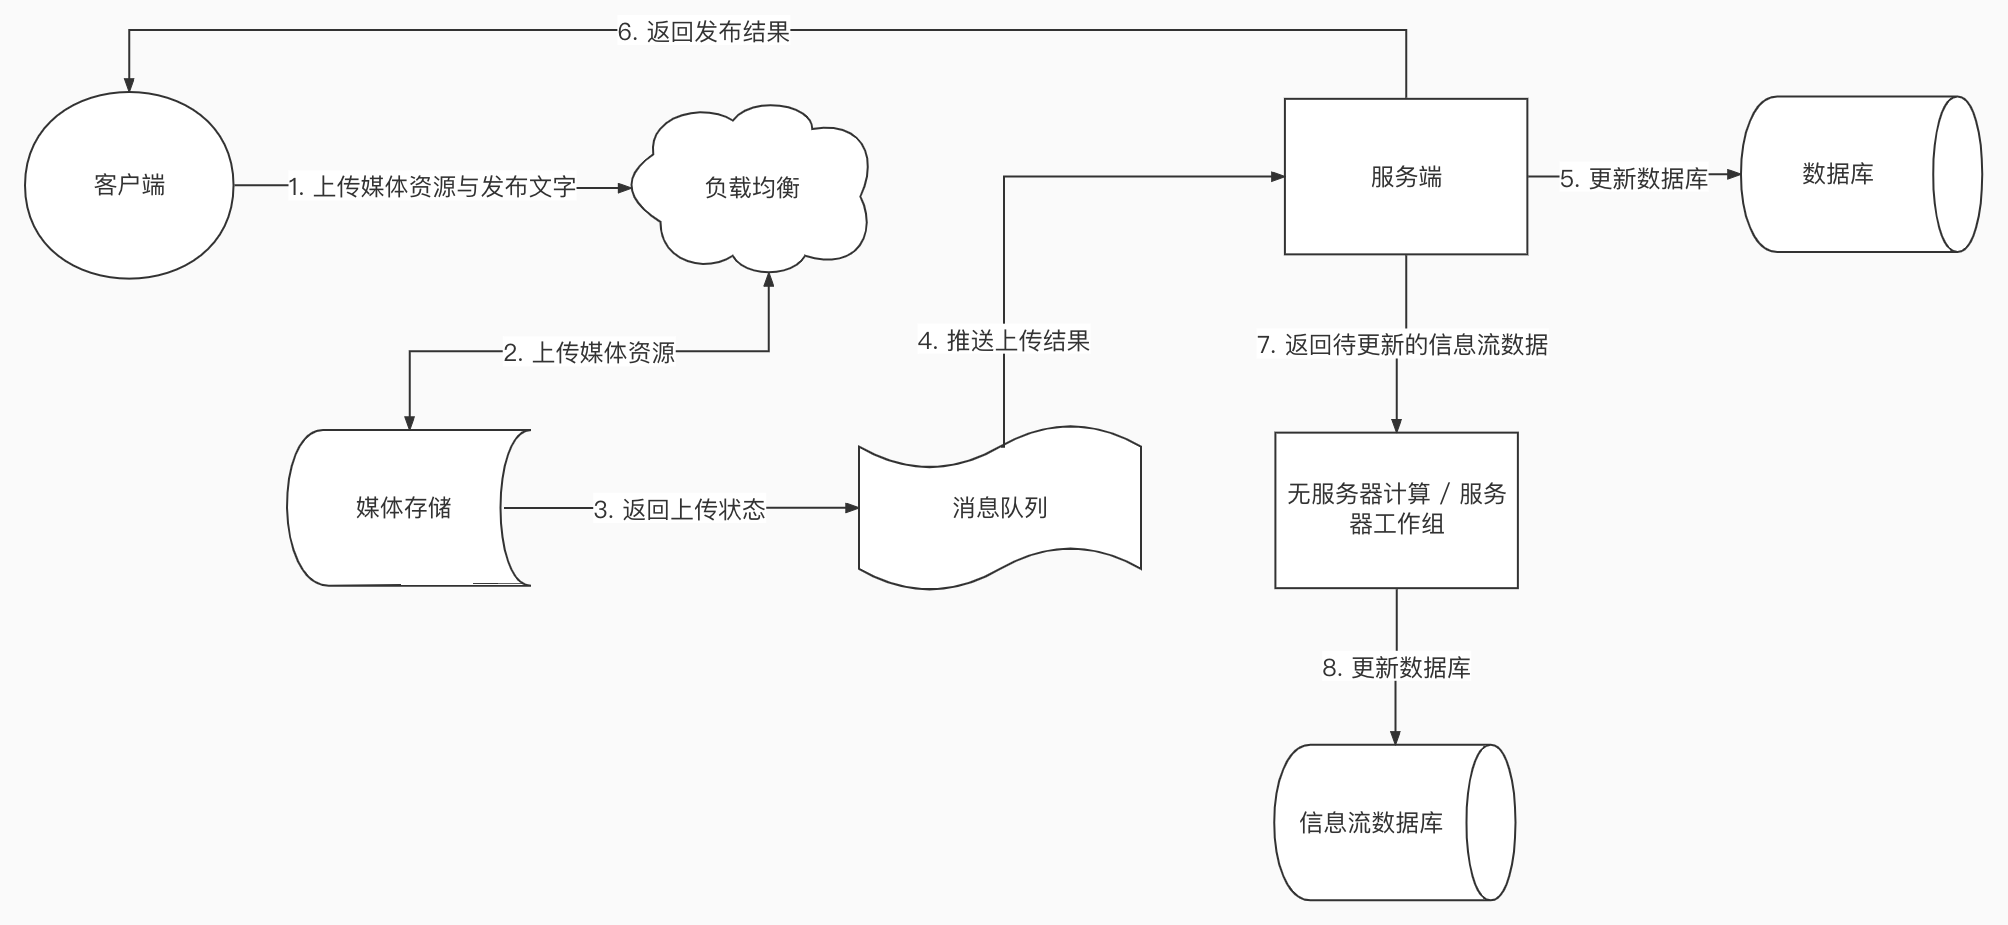 6. 返回发布结果
客户端
1. 上传媒体资源与发布文字
负载均衡
服务端
5. 更新数据库
数据库
2. 上传媒体资源
4. 推送上传结果
7. 返回待更新的信息流数据
媒体存储
3. 返回上传状态
消息队列
无服务器计算 / 服务
器工作组
8. 更新数据库
信息流数据库